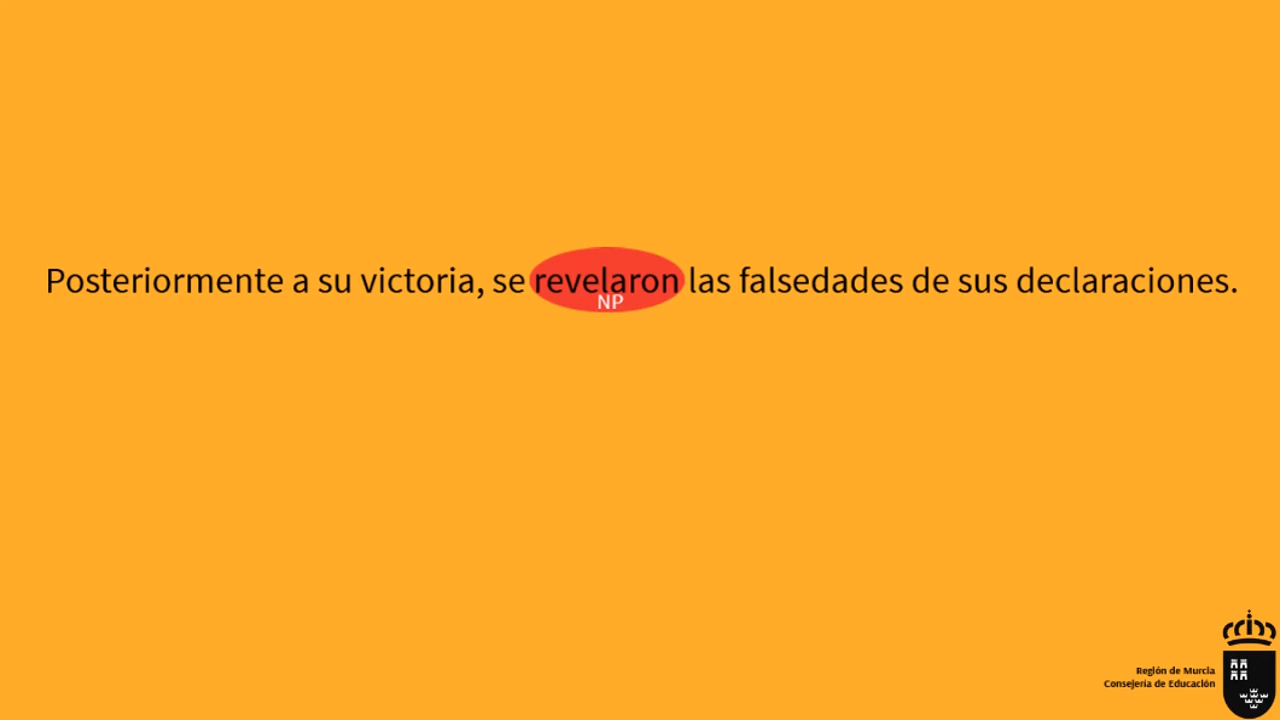 Posteriormente a su victoria, se revelaron las falsedades de sus declaraciones.
NP
Región de Murcia
Consejería de Educación